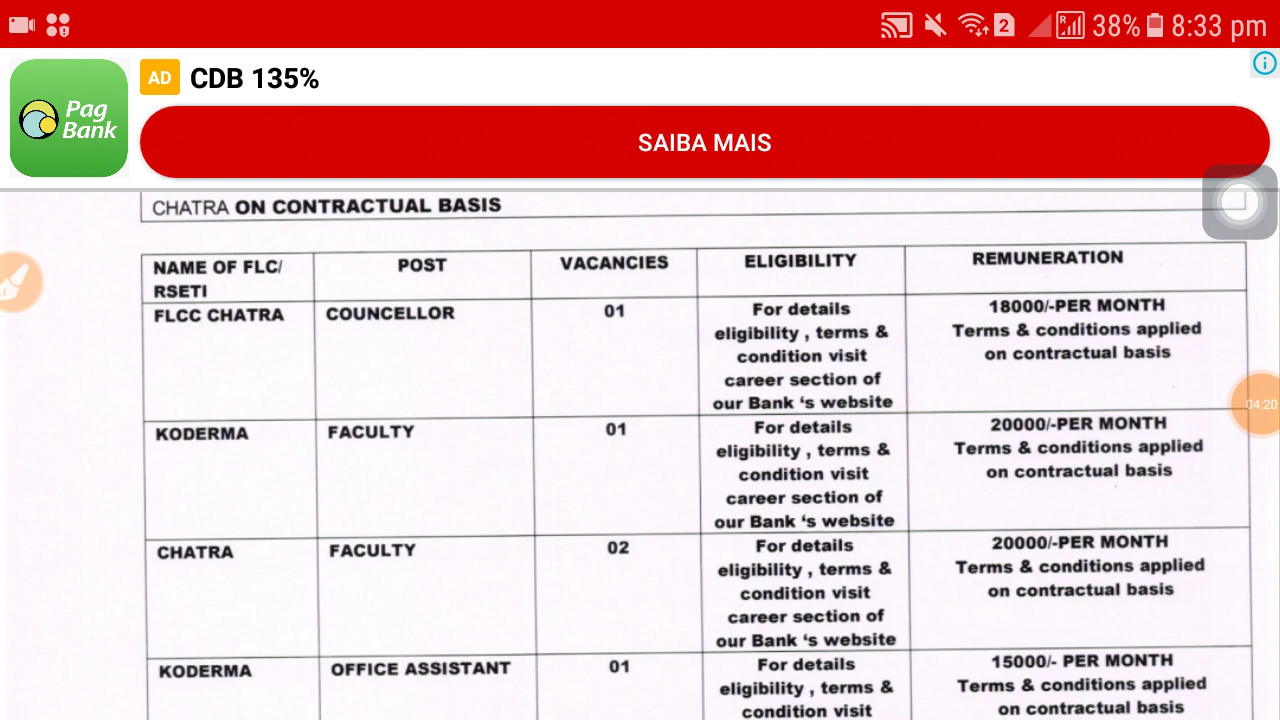 2 R 38% 8:33 pm
Pag
Bank
AD CDB 135%
SAIBA MAIS
CHATRA ON CONTRACTUAL BASIS
NAME OF FLC/
RSETI
POST
VACANCIES
ELIGIBILITY
REMUNERATION
FLCC CHATRA
COUNCELLOR
01
For details
eligibility , terms &
condition visit
career section of
our Bank ‘s website
18000/-PER MONTH
Terms & conditions applied
on contractual basis
KODERMA
FACULTY
01
For details
eligibility , terms &
condition visit
career section of
our Bank ‘s website
20000/-PER MONTH
Terms & conditions applied
on contractual basis
04:20
CHATRA
FACULTY
02
For details
eligibility , terms &
condition visit
career section of
our Bank ‘s website
20000/-PER MONTH
Terms & conditions applied
on contractual basis
KODERMA
OFFICE ASSISTANT
01
For details
eligibility , terms &
condition visit
15000/- PER MONTH
Terms & conditions applied
on contractual basis